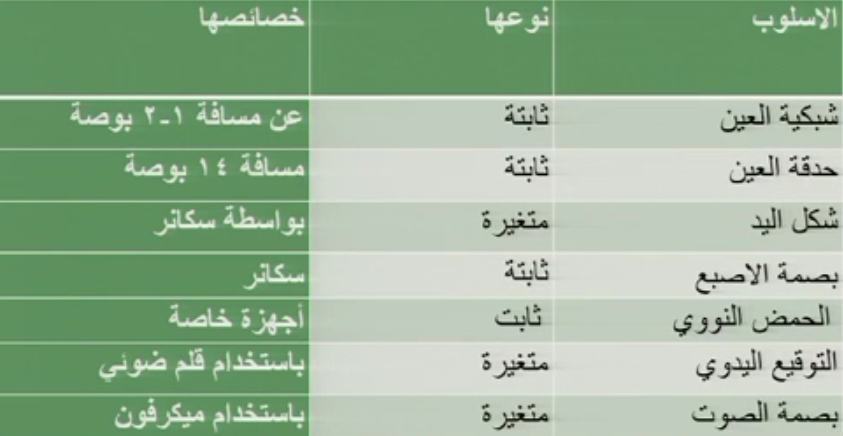 الاسلوب نوعها خصائصها
شبكية العين ثابتة عن مسافة ١-٢ بوصة
حدقة العين ثابتة مسافة ١٤ بوصة
شكل اليد متغيرة بواسطة سكانر
بصمة الاصبع ثابتة سكانر
الحمض النووي ثابت أجهزة خاصة
التوقيع اليدوي متغيرة باستخدام قلم ضوئي
بصمة الصوت متغيرة باستخدام ميكرفون